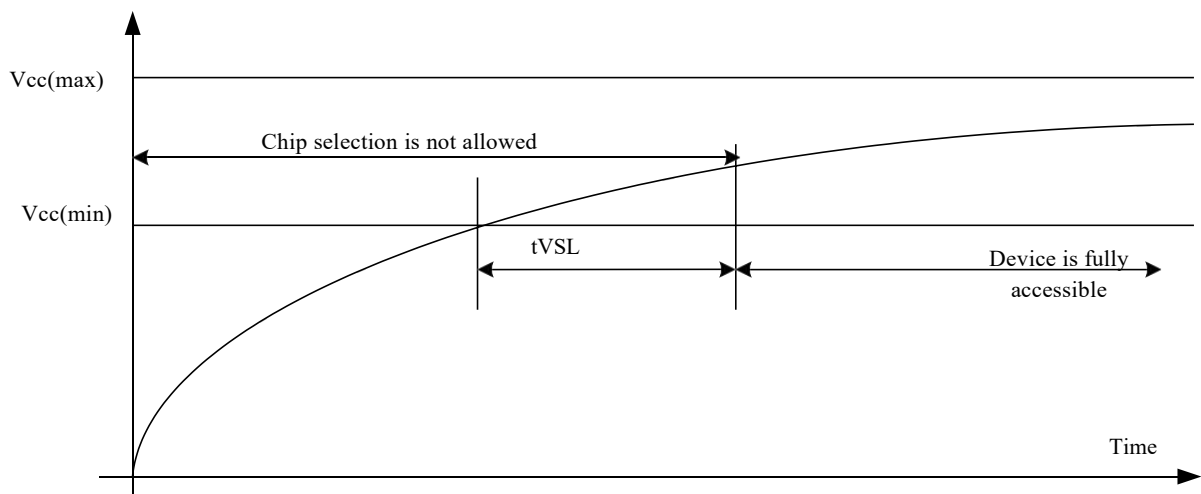 Vcc(max)
Chip selection is not allowed
Vcc(min)
tVSL
Device is fully
accessible
Time